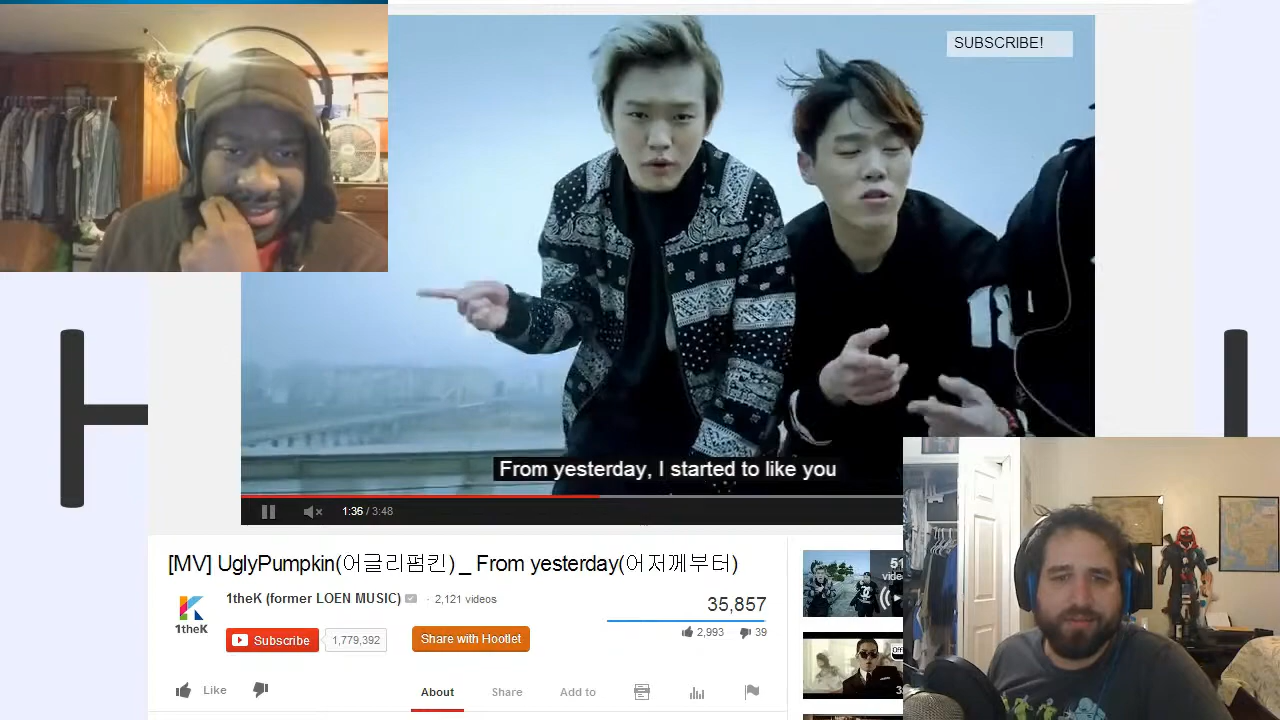 SUBSCRIBE!
From yesterday, I started to like you
1:36 / 3:48
[MV] UglyPumpkin(어글리펌킨) _ From yesterday(어저께부터)
1theK (former LOEN MUSIC) · 2,121 videos
1theK
Subscribe 1,779,392
Share with Hootlet
35,857
2,993 39
Like
About Share Add to